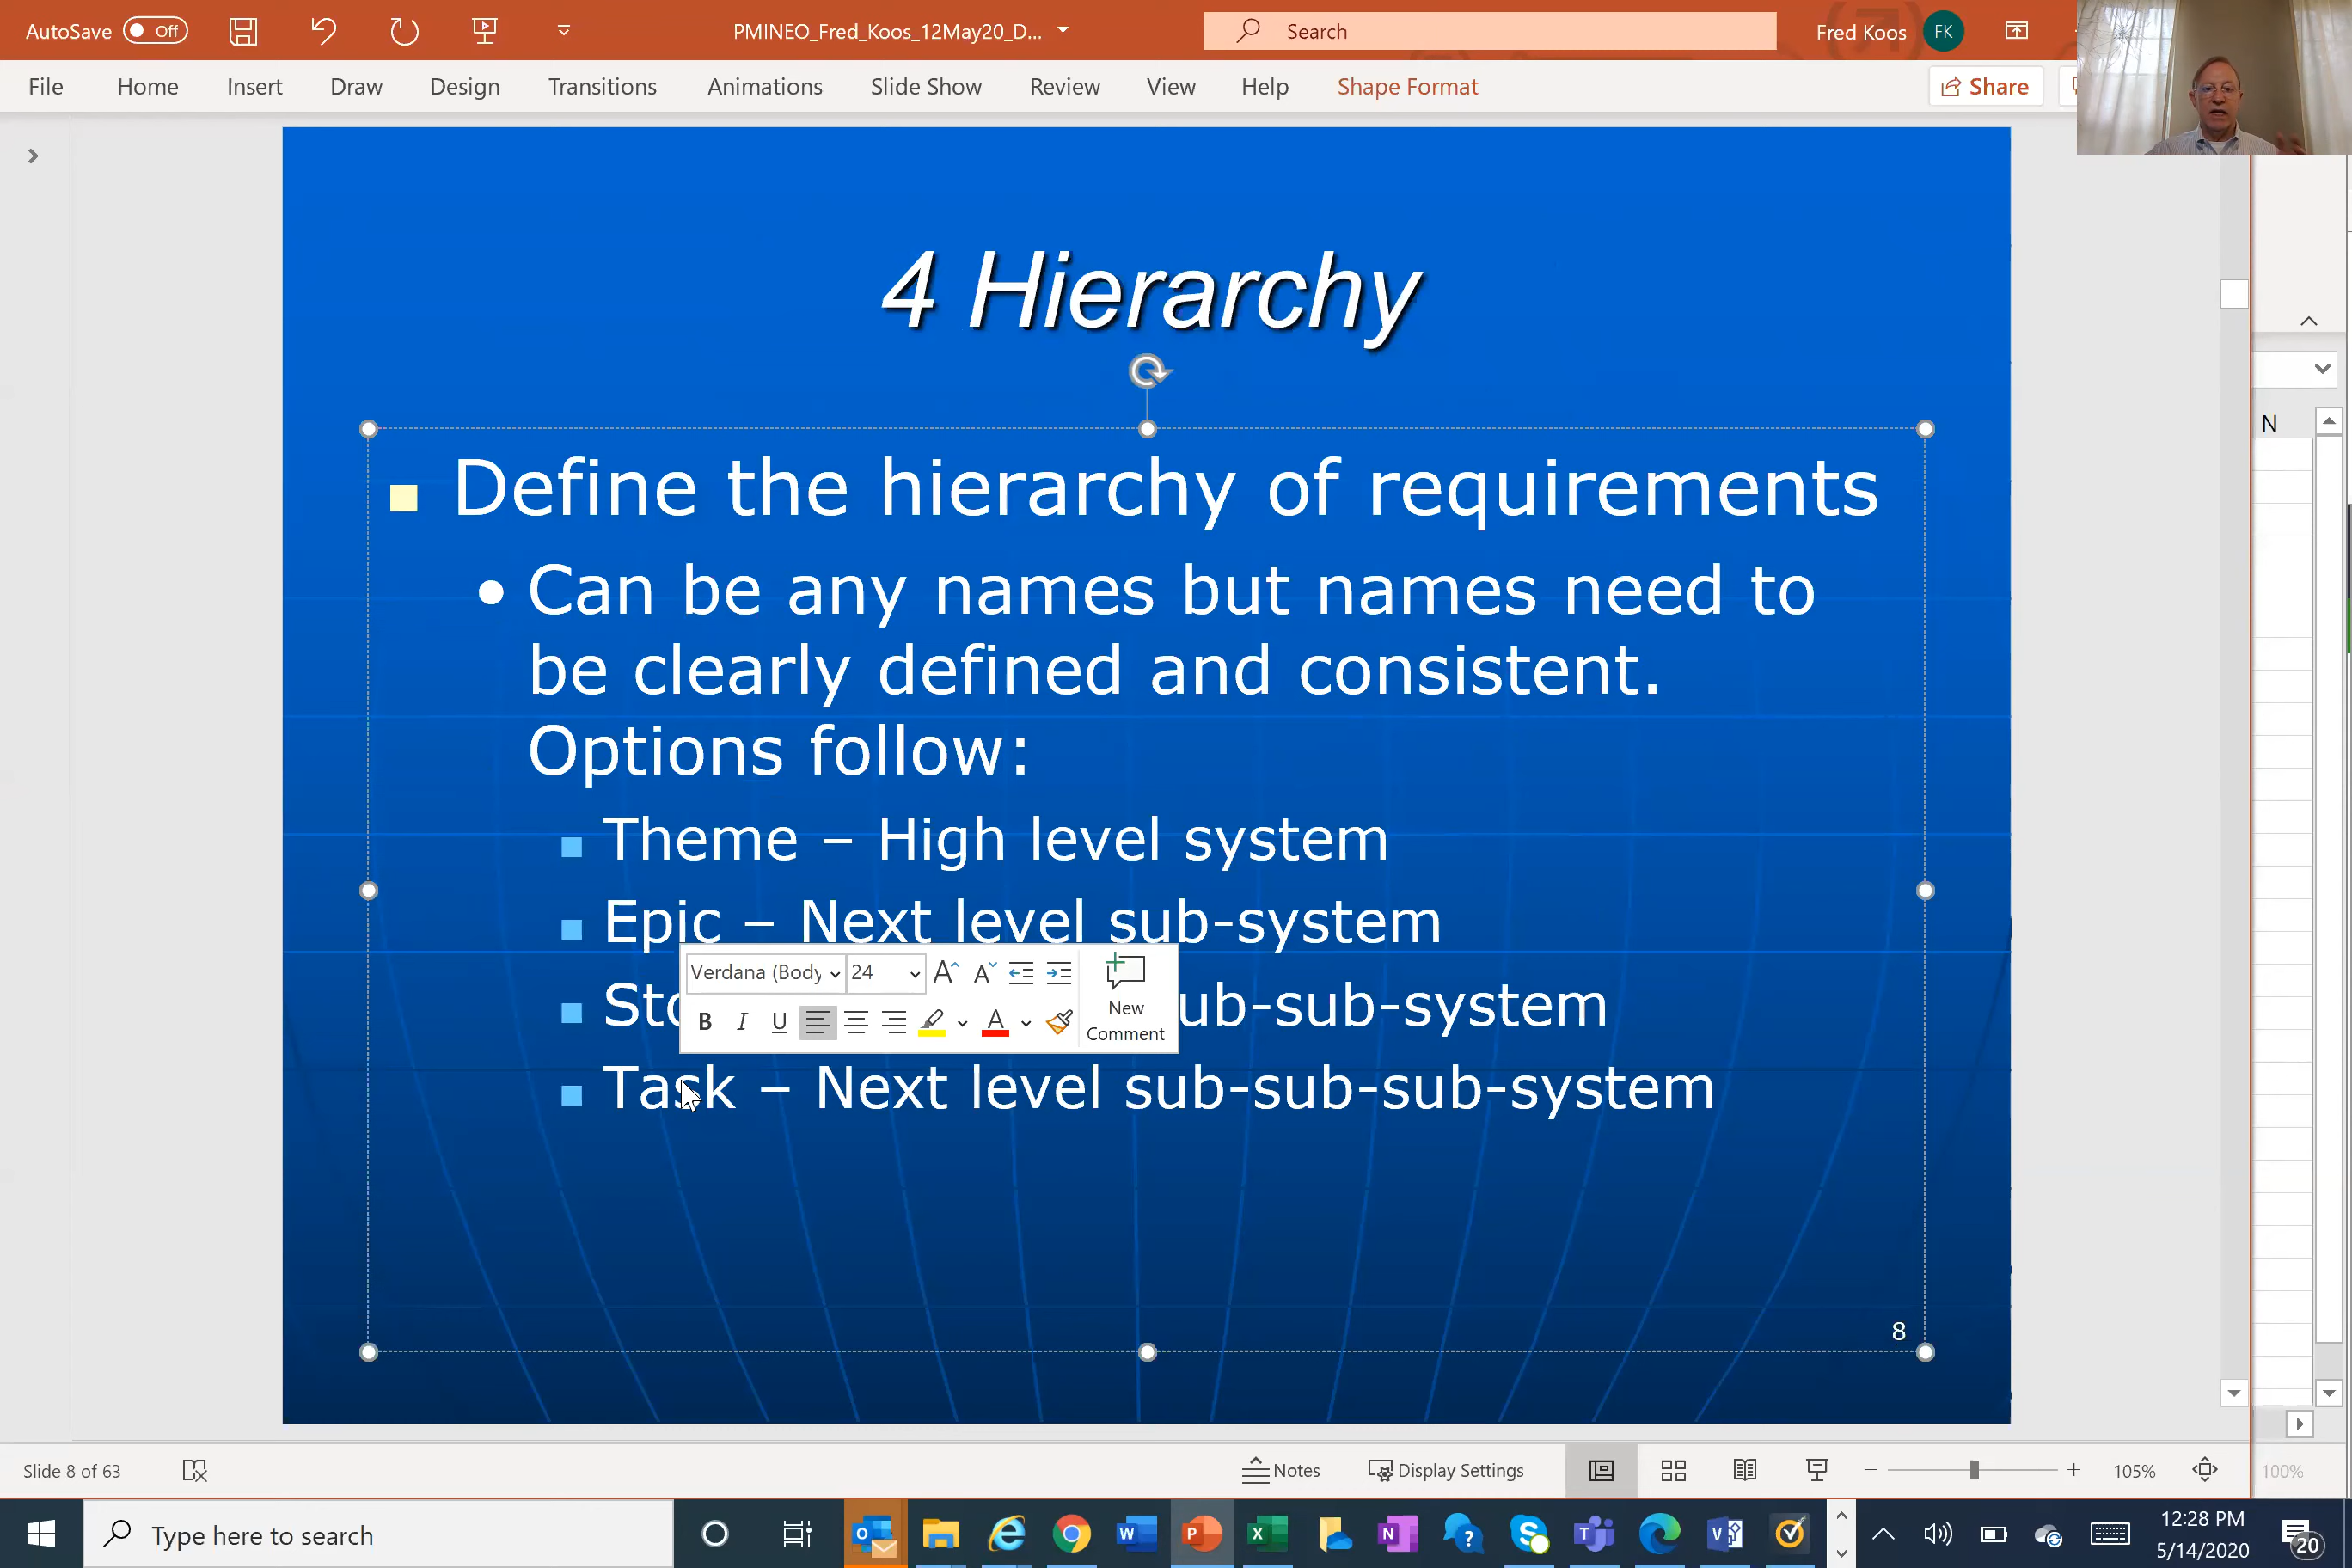 AutoSave Off PMINEO_Fred_Koos_12May20_D... Search Fred Koos FK
File Home Insert Draw Design Transitions Animations Slide Show Review View Help Shape Format Share
4 Hierarchy
Define the hierarchy of requirements
Can be any names but names need to
be clearly defined and consistent.
Options follow:
Theme – High level system
Epic – Next level sub-system
Verdana (Body 24
New
Comment
B I U
ub-sub-system
Task – Next level sub-sub-sub-system
8
N
Slide 8 of 63 Notes Display Settings 105% 100%
Type here to search
12:28 PM
5/14/2020
20